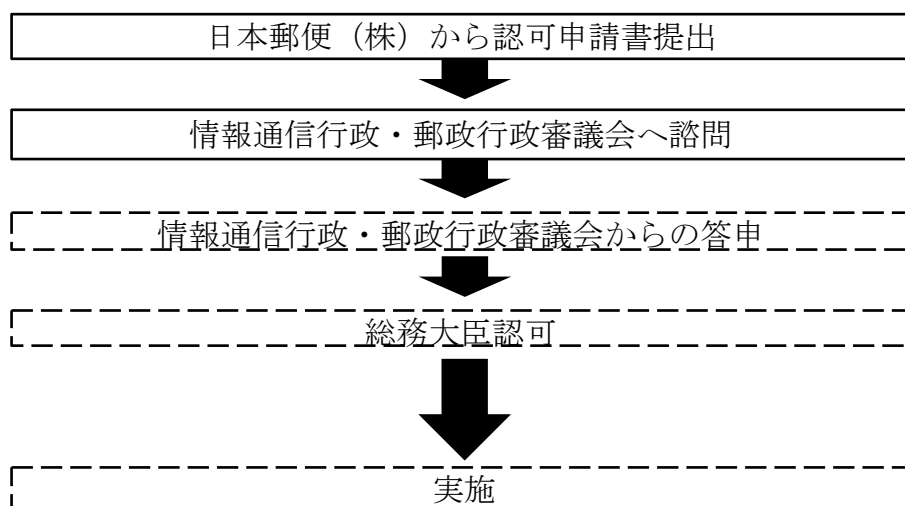 日本郵便（株）から認可申請書提出
情報通信行政・郵政行政審議会へ諮問
情報通信行政・郵政行政審議会からの答申
総務大臣認可
実施